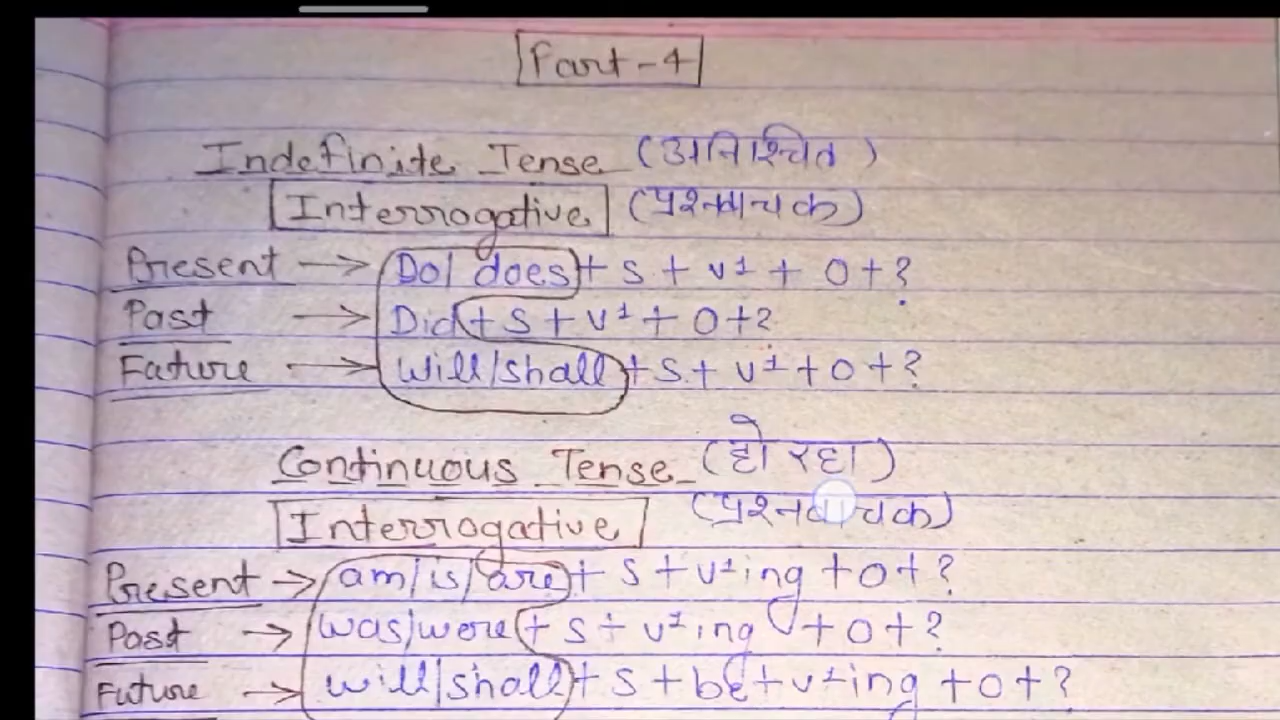 Part-4
Indefinite Tense (अनिश्चित)
Interrogative (प्रश्नवाचक)
Present → Do/does + S + V¹ + O + ?
Past → Did + S + V¹ + O + ?
Fature → Will/shall + S + V¹ + O + ?
Continuous Tense (हो रहा)
Interrogative (प्रश्नवाचक)
Present → am/is/are + S + V¹ing + O + ?
Past → was/were + S + V¹ing + O + ?
Future → will/shall + S + be + V¹ing + O + ?